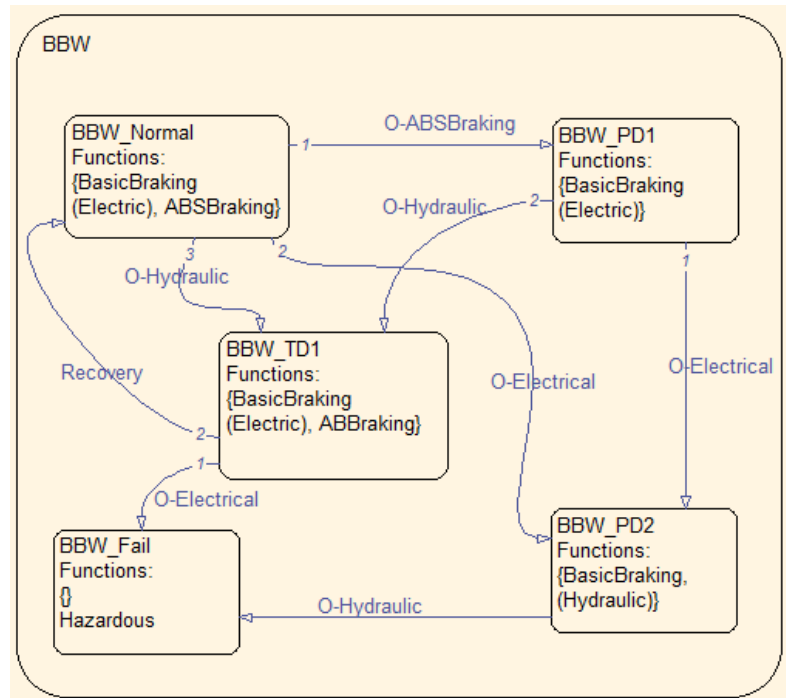 BBW
BBW_Normal
Functions:
{BasicBraking
(Electric), ABSBraking}
1
O-ABSBraking
BBW_PD1
Functions:
{BasicBraking
(Electric)}
2
O-Hydraulic
3
O-Hydraulic
2
1
BBW_TD1
Functions:
{BasicBraking
(Electric), ABBraking}
Recovery
O-Electrical
O-Electrical
2
1
O-Electrical
BBW_Fail
Functions:
{}
Hazardous
O-Hydraulic
BBW_PD2
Functions:
{BasicBraking,
(Hydraulic)}